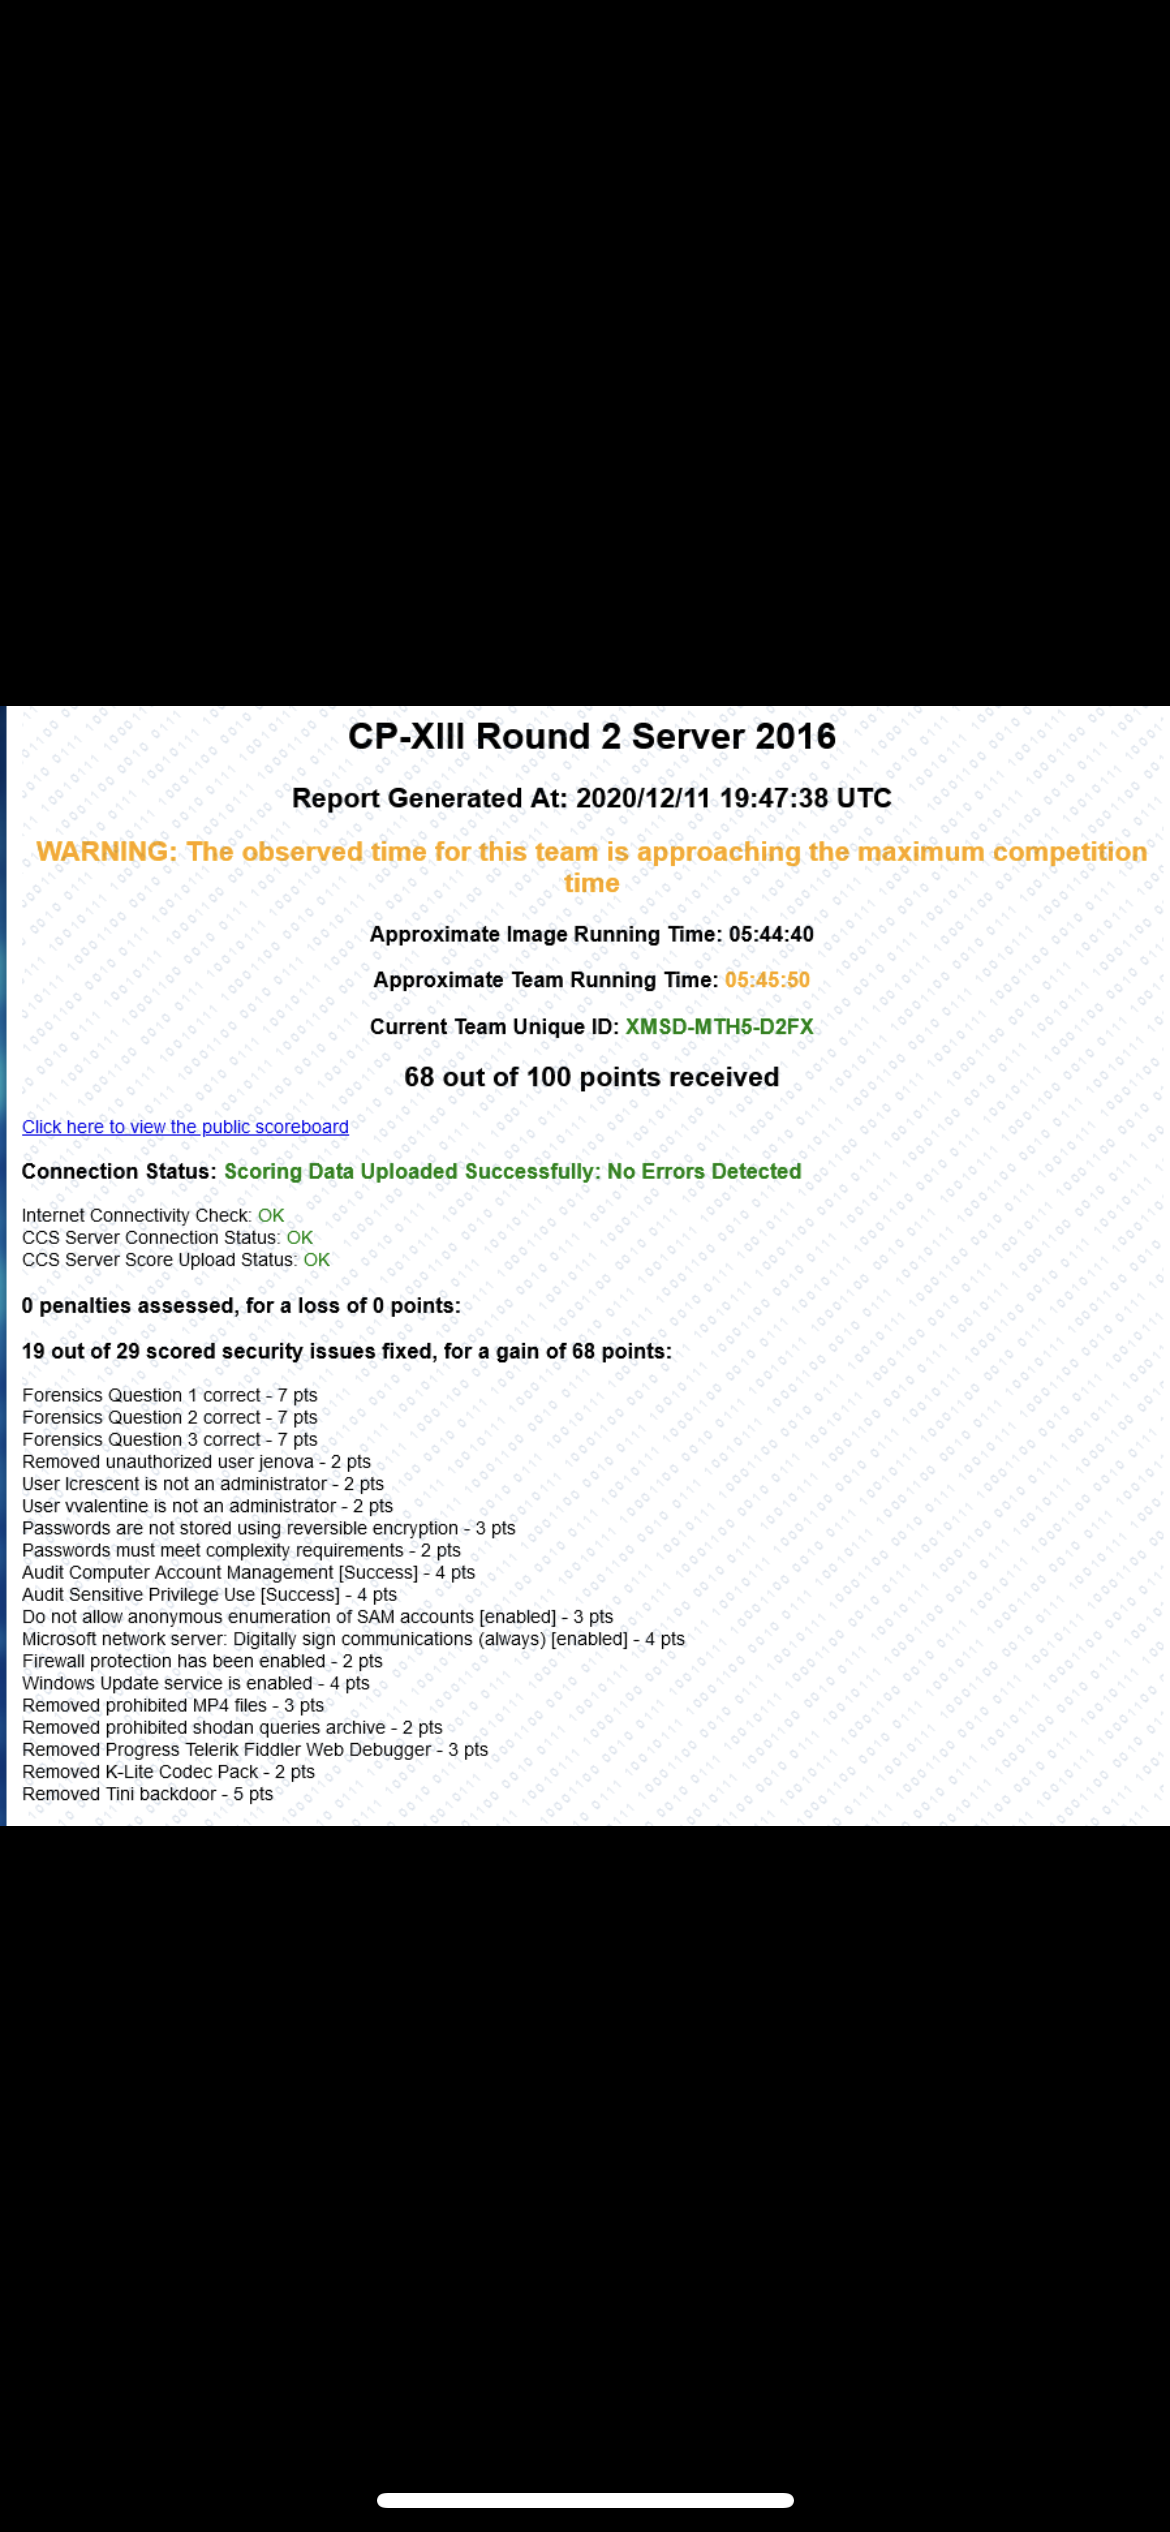 CP-XIII Round 2 Server 2016
Report Generated At: 2020/12/11 19:47:38 UTC
WARNING: The observed time for this team is approaching the maximum competition
time
Approximate Image Running Time: 05:44:40
Approximate Team Running Time: 05:45:50
Current Team Unique ID: XMSD-MTH5-D2FX
68 out of 100 points received
Click here to view the public scoreboard
Connection Status: Scoring Data Uploaded Successfully: No Errors Detected
Internet Connectivity Check: OK
CCS Server Connection Status: OK
CCS Server Score Upload Status: OK
0 penalties assessed, for a loss of 0 points:
19 out of 29 scored security issues fixed, for a gain of 68 points:
Forensics Question 1 correct - 7 pts
Forensics Question 2 correct - 7 pts
Forensics Question 3 correct - 7 pts
Removed unauthorized user jenova - 2 pts
User lcrescent is not an administrator - 2 pts
User vvalentine is not an administrator - 2 pts
Passwords are not stored using reversible encryption - 3 pts
Passwords must meet complexity requirements - 2 pts
Audit Computer Account Management [Success] - 4 pts
Audit Sensitive Privilege Use [Success] - 4 pts
Do not allow anonymous enumeration of SAM accounts [enabled] - 3 pts
Microsoft network server: Digitally sign communications (always) [enabled] - 4 pts
Firewall protection has been enabled - 2 pts
Windows Update service is enabled - 4 pts
Removed prohibited MP4 files - 3 pts
Removed prohibited shodan queries archive - 2 pts
Removed Progress Telerik Fiddler Web Debugger - 3 pts
Removed K-Lite Codec Pack - 2 pts
Removed Tini backdoor - 5 pts